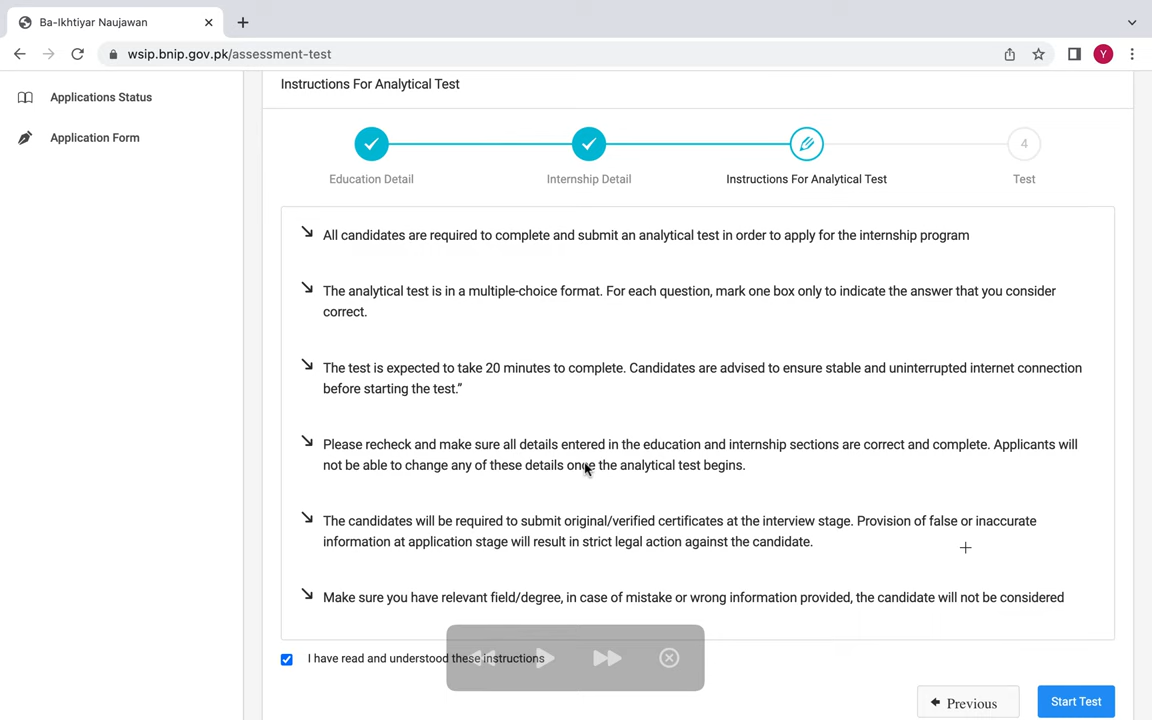 Ba-Ikhtiyar Naujawan
wsip.bnip.gov.pk/assessment-test
Y
Applications Status
Application Form
Instructions For Analytical Test
4
Education Detail
Internship Detail
Instructions For Analytical Test
Test
All candidates are required to complete and submit an analytical test in order to apply for the internship program
The analytical test is in a multiple-choice format. For each question, mark one box only to indicate the answer that you consider
correct.
The test is expected to take 20 minutes to complete. Candidates are advised to ensure stable and uninterrupted internet connection
before starting the test.”
Please recheck and make sure all details entered in the education and internship sections are correct and complete. Applicants will
not be able to change any of these details once the analytical test begins.
The candidates will be required to submit original/verified certificates at the interview stage. Provision of false or inaccurate
information at application stage will result in strict legal action against the candidate.
Make sure you have relevant field/degree, in case of mistake or wrong information provided, the candidate will not be considered
I have read and understood these instructions
Previous
Start Test